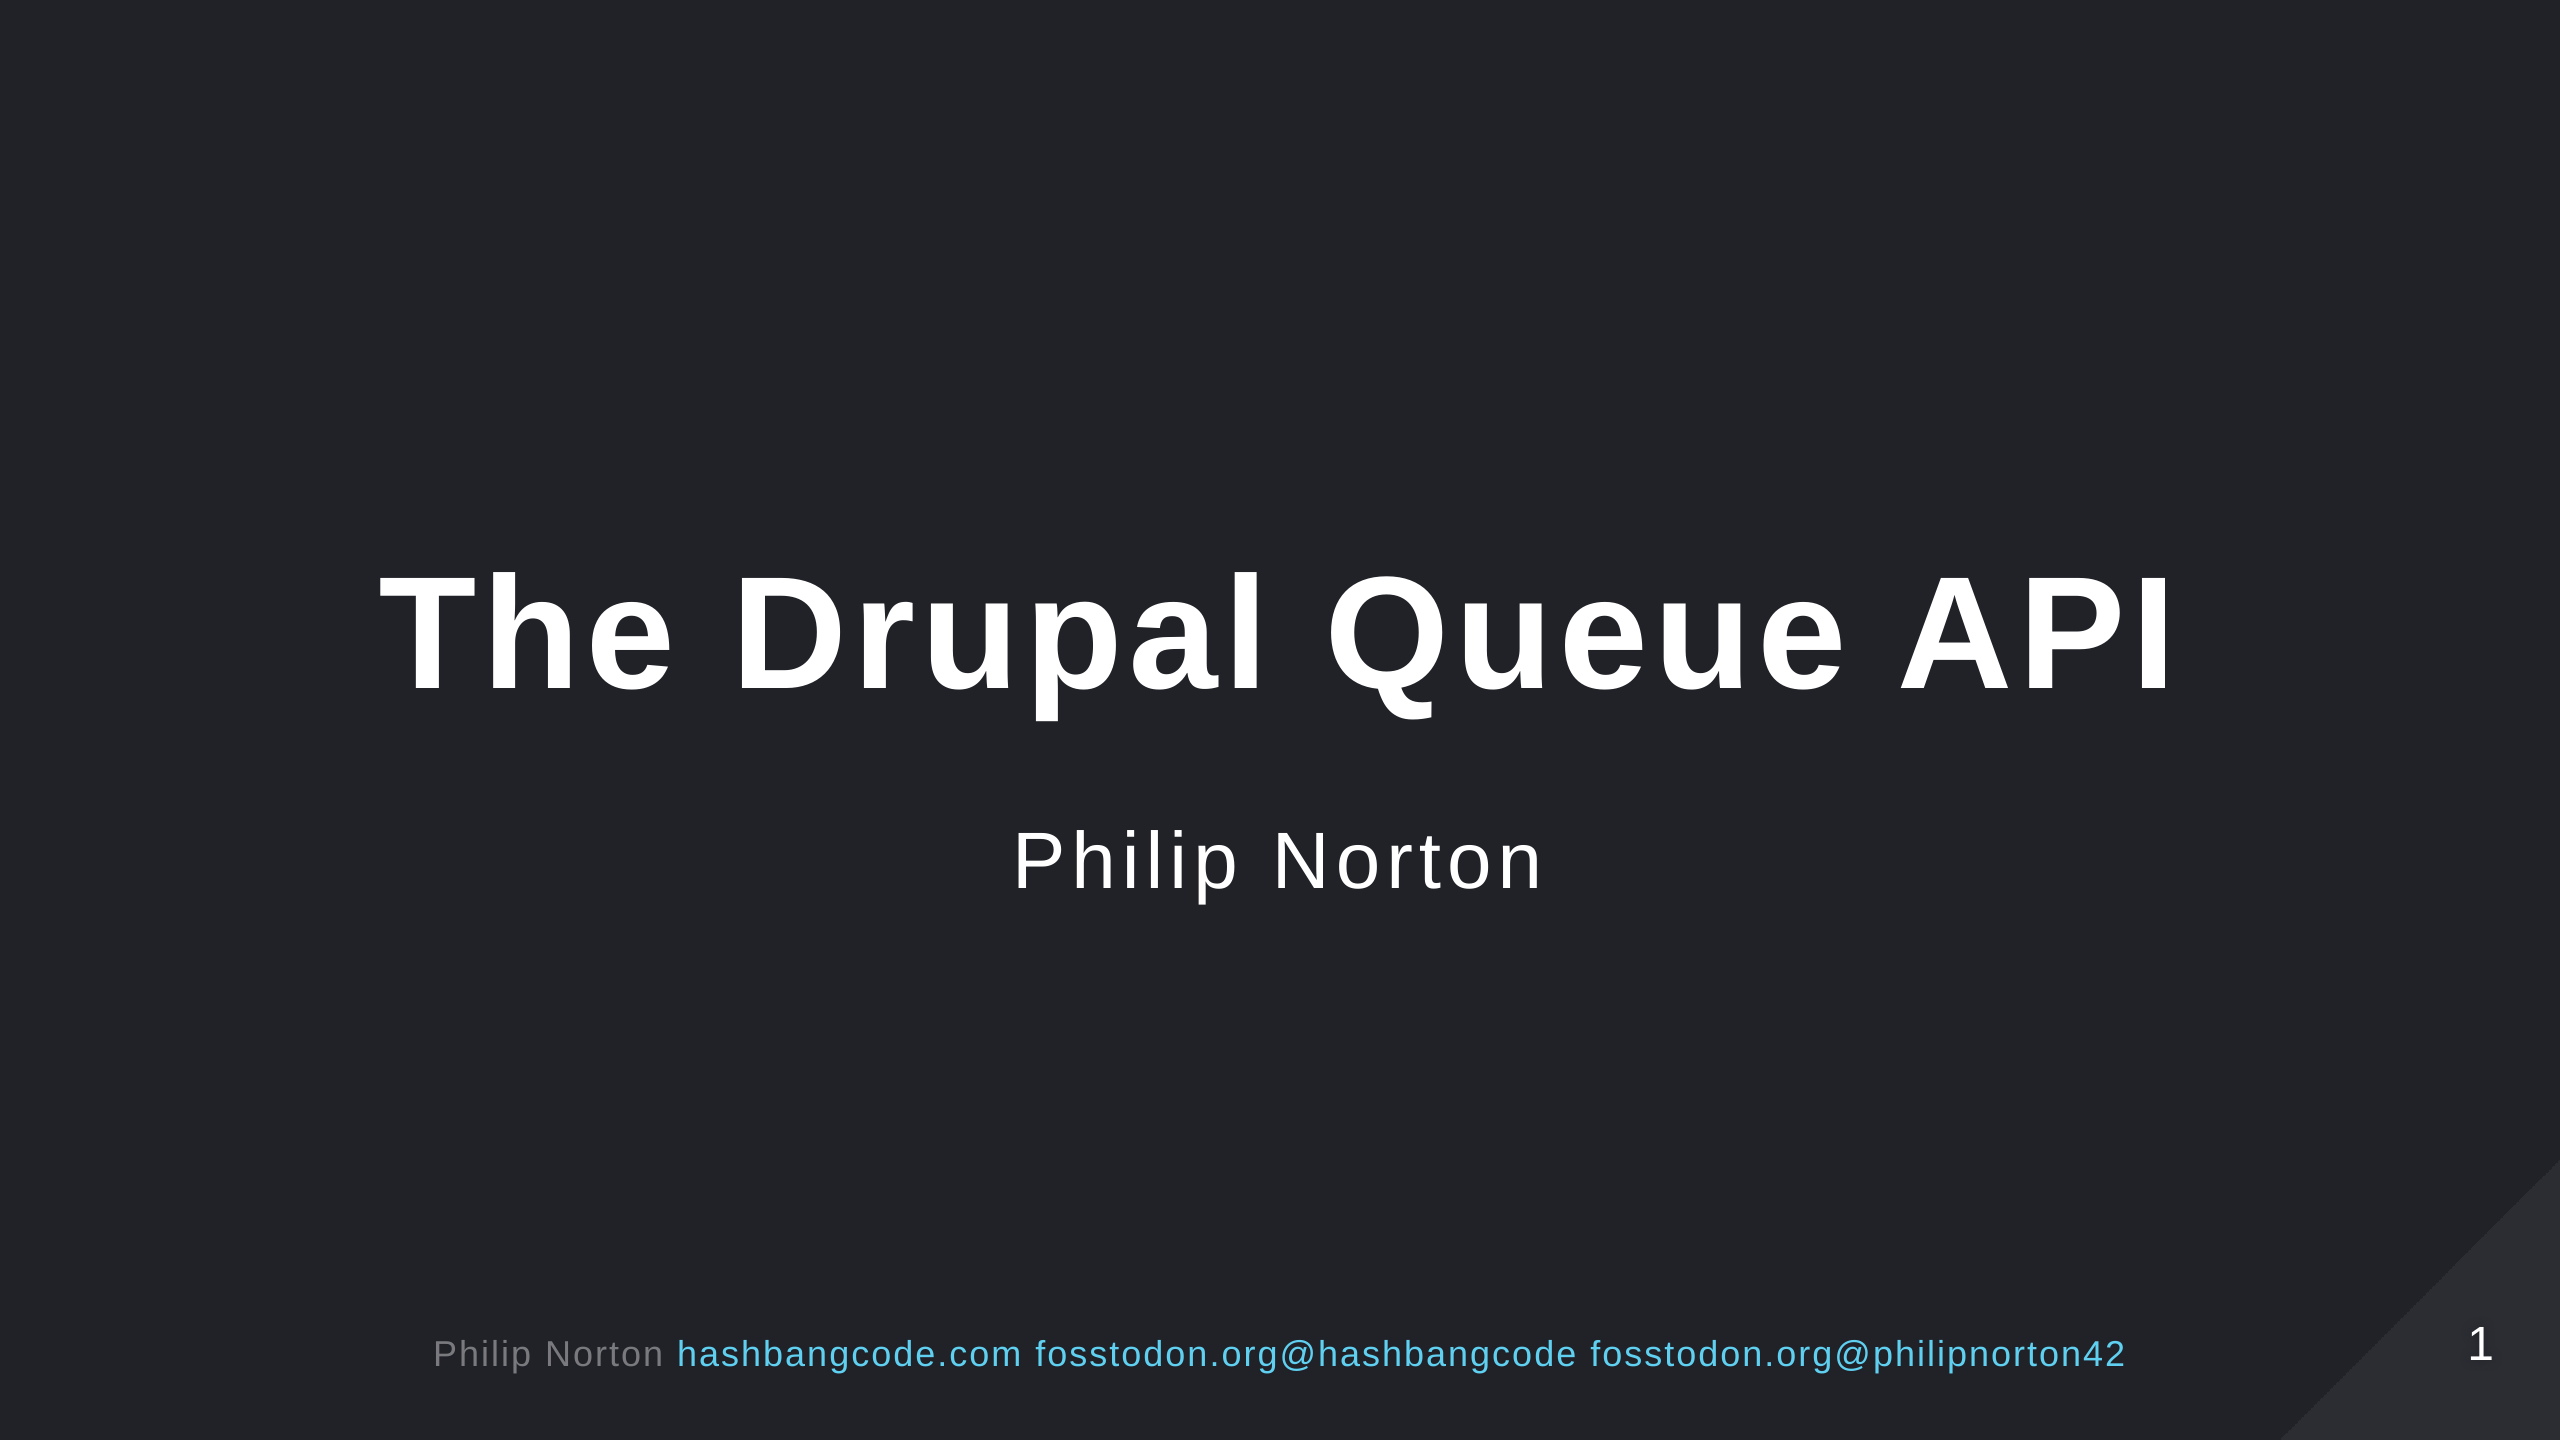 The Drupal Queue API
Philip Norton
Philip Norton hashbangcode.com fosstodon.org@hashbangcode fosstodon.org@philipnorton42
1